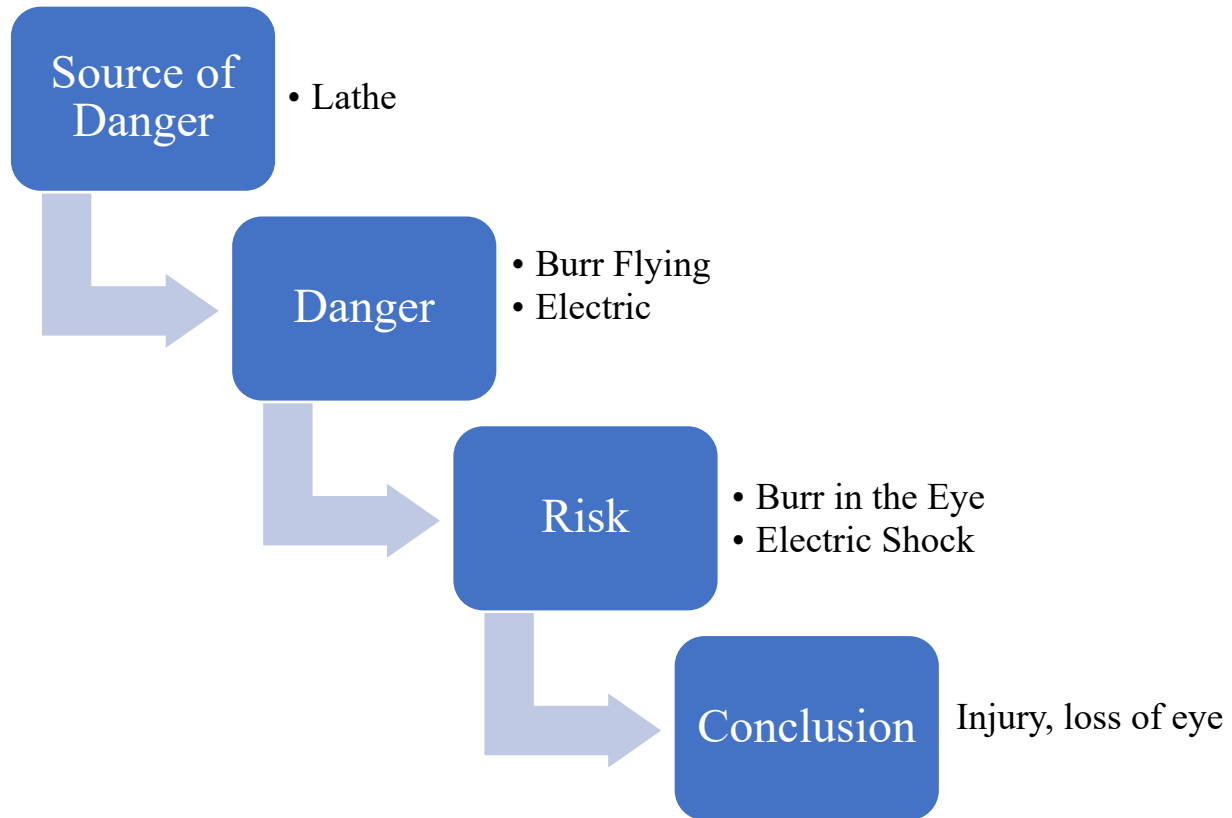 Source of
Danger
• Lathe
Danger
• Burr Flying
• Electric
Risk
• Burr in the Eye
• Electric Shock
Conclusion
Injury, loss of eye